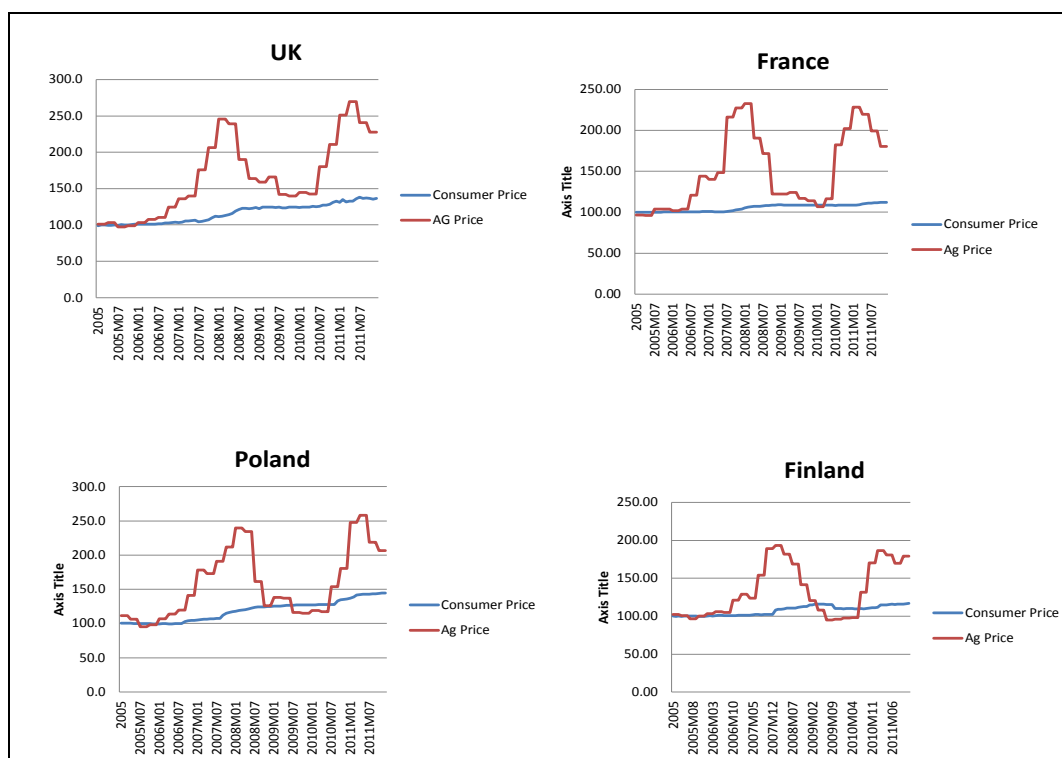 UK
300.0
250.0
200.0
150.0
100.0
50.0
0.0
2005
2005M07
2006M01
2006M07
2007M01
2007M07
2008M01
2008M07
2009M01
2009M07
2010M01
2010M07
2011M01
2011M07
Consumer Price
AG Price
France
Axis Title
250.00
200.00
150.00
100.00
50.00
0.00
2005
2005M07
2006M01
2006M07
2007M01
2007M07
2008M01
2008M07
2009M01
2009M07
2010M01
2010M07
2011M01
2011M07
Consumer Price
Ag Price
Poland
Axis Title
300.0
250.0
200.0
150.0
100.0
50.0
0.0
2005
2005M07
2006M01
2006M07
2007M01
2007M07
2008M01
2008M07
2009M01
2009M07
2010M01
2010M07
2011M01
2011M07
Consumer Price
Ag Price
Finland
Axis Title
250.00
200.00
150.00
100.00
50.00
0.00
2005
2005M08
2006M03
2006M10
2007M05
2007M12
2008M07
2009M02
2009M09
2010M04
2010M11
2011M06
Consumer Price
Ag Price